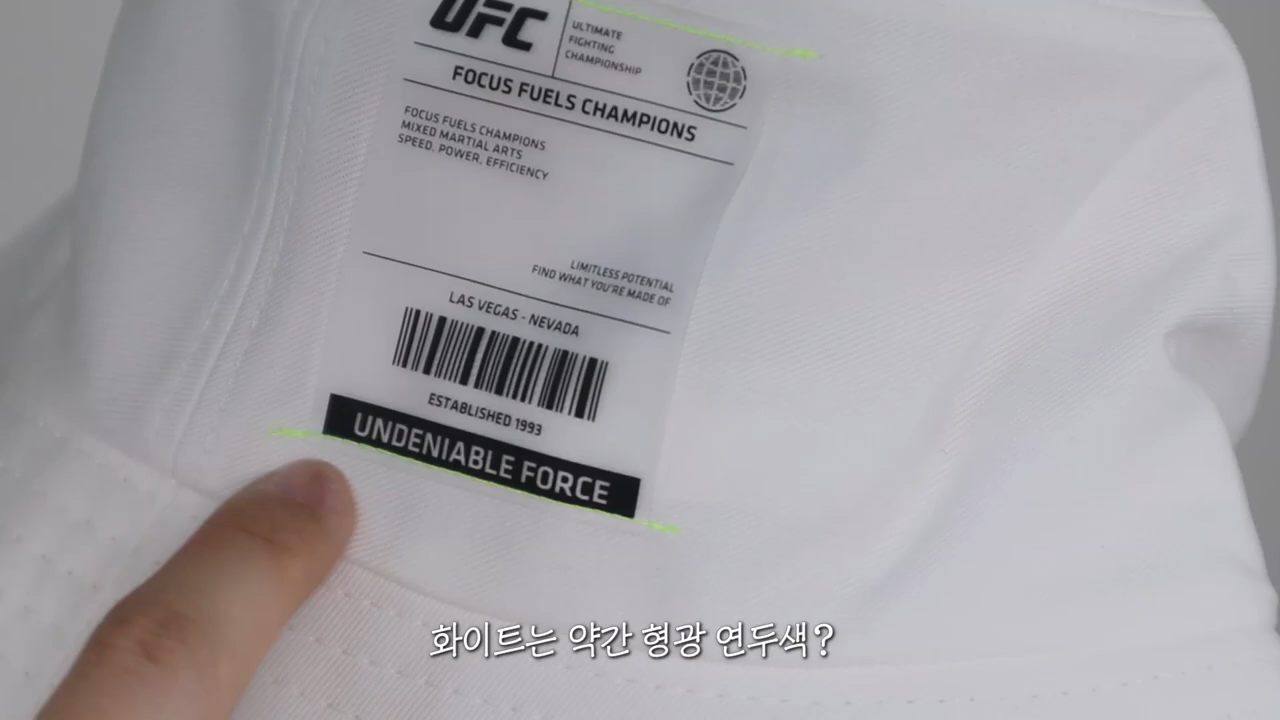 UFC
ULTIMATE
FIGHTING
CHAMPIONSHIP
FOCUS FUELS CHAMPIONS
FOCUS FUELS CHAMPIONS
MIXED MARTIAL ARTS
SPEED, POWER, EFFICIENCY
LIMITLESS POTENTIAL
FIND WHAT YOU'RE MADE OF
LAS VEGAS - NEVADA
ESTABLISHED 1993
UNDENIABLE FORCE
화이트는 약간 형광 연두색?